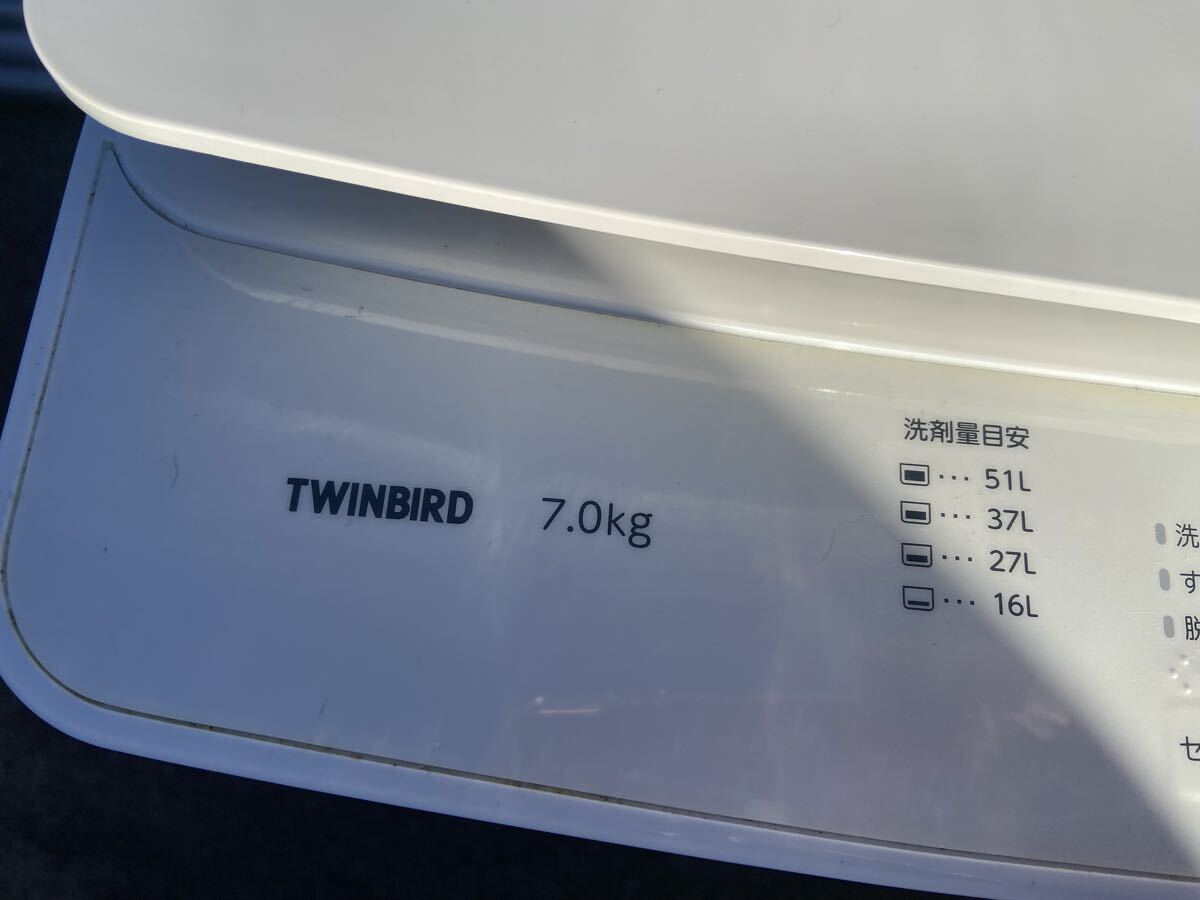 TWINBIRD 7.0kg
洗剤量目安
… 51L
… 37L
… 27L
… 16L
洗
す
脱
セ